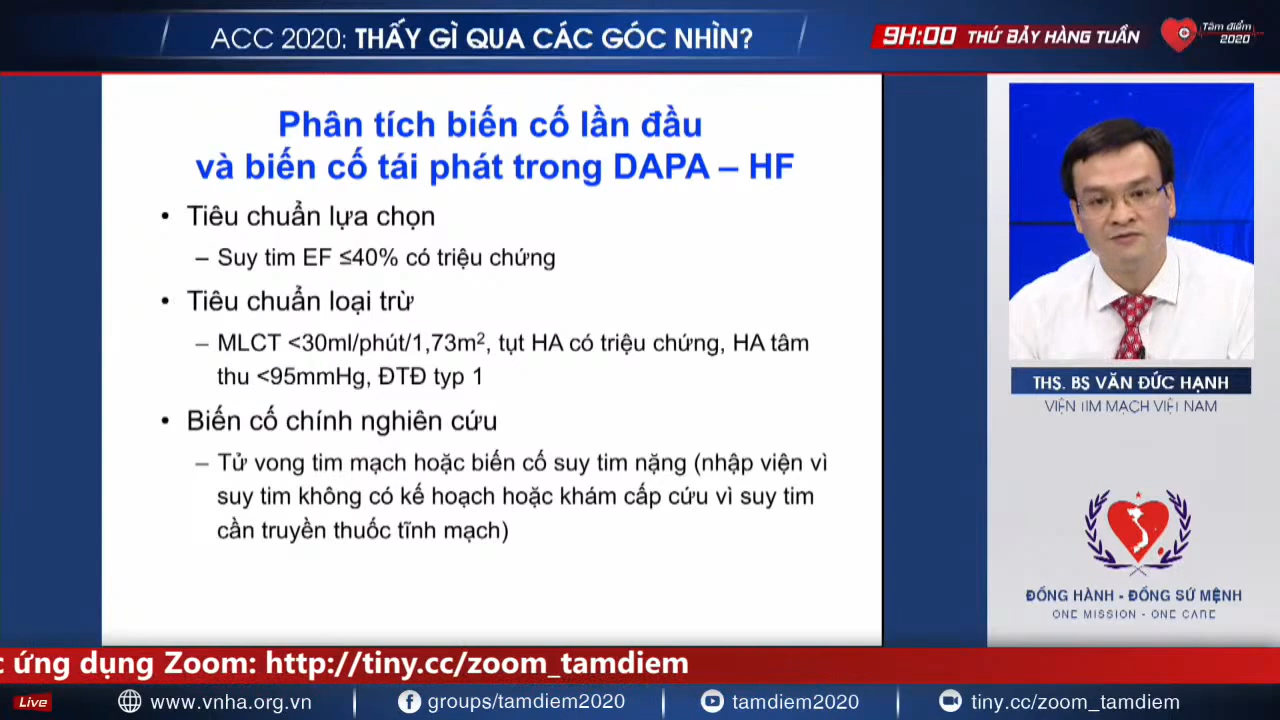 ACC 2020: THẤY GÌ QUA CÁC GÓC NHÌN?
9H:00 THỨ BẢY HÀNG TUẦN
Tâm điểm
2020
Phân tích biến cố lần đầu
và biến cố tái phát trong DAPA – HF
• Tiêu chuẩn lựa chọn
– Suy tim EF ≤40% có triệu chứng
• Tiêu chuẩn loại trừ
– MLCT <30ml/phút/1,73m², tụt HA có triệu chứng, HA tâm
thu <95mmHg, ĐTĐ typ 1
• Biến cố chính nghiên cứu
– Tử vong tim mạch hoặc biến cố suy tim nặng (nhập viện vì
suy tim không có kế hoạch hoặc khám cấp cứu vì suy tim
cần truyền thuốc tĩnh mạch)
THS. BS VĂN ĐỨC HẠNH
VIỆN TIM MẠCH VIỆT NAM
ĐỒNG HÀNH - ĐỒNG SỨ MỆNH
ONE MISSION - ONE CARE
c ứng dụng Zoom: http://tiny.cc/zoom_tamdiem
Live
www.vnha.org.vn
groups/tamdiem2020
tamdiem2020
tiny.cc/zoom_tamdiem